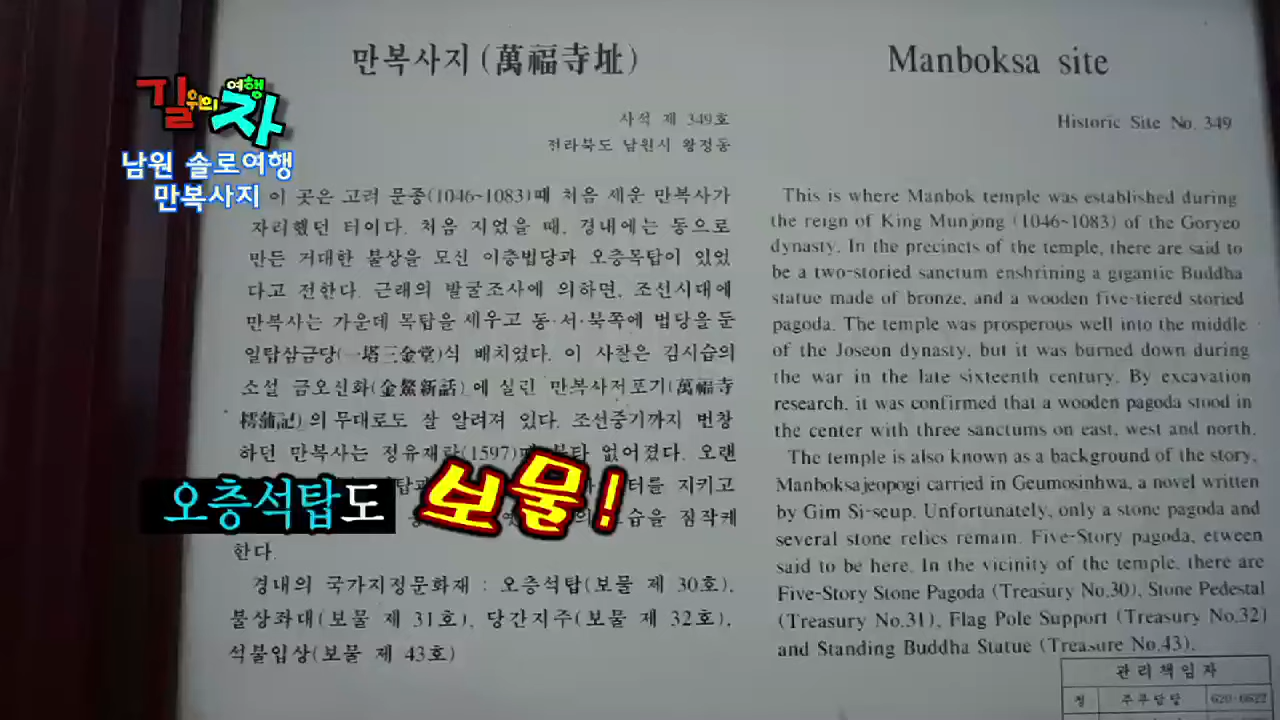 길위의 여행자
남원 솔로여행
만복사지
만복사지(萬福寺址)
사적 제 349호
전라북도 남원시 왕정동
이 곳은 고려 문종(1046~1083)때 처음 세운 만복사가
자리했던 터이다. 처음 지었을 때, 경내에는 동으로
만든 거대한 불상을 모신 이층법당과 오층목탑이 있었
다고 전한다. 근래의 발굴조사에 의하면, 조선시대에
만복사는 가운데 목탑을 세우고 동·서·북쪽에 법당을 둔
일탑삼금당(一塔三金堂)식 배치였다. 이 사찰은 김시습의
소설 금오신화(金鰲新話)에 실린 만복사저포기(萬福寺
樗蒲記)의 무대로도 잘 알려져 있다. 조선중기까지 번창
하던 만복사는 정유재란(1597)때 불타 없어졌다. 오랜
터를 지키고
짐작케
한다.
경내의 국가지정문화재 : 오층석탑(보물 제 30호),
불상좌대(보물 제 31호), 당간지주(보물 제 32호),
석불입상(보물 제 43호)
오층석탑도 보물!
Manboksa site
Historic Site No. 349
This is where Manbok temple was established during
the reign of King Munjong (1046~1083) of the Goryeo
dynasty. In the precincts of the temple, there are said to
be a two-storied sanctum enshrining a gigantic Buddha
statue made of bronze, and a wooden five-tiered storied
pagoda. The temple was prosperous well into the middle
of the Joseon dynasty, but it was burned down during
the war in the late sixteenth century. By excavation
research, it was confirmed that a wooden pagoda stood in
the center with three sanctums on east, west and north.
The temple is also known as a background of the story,
Manboksajeopogi carried in Geumosinhwa, a novel written
by Gim Si-seup. Unfortunately, only a stone pagoda and
several stone relics remain. Five-Story pagoda, etween
said to be here. In the vicinity of the temple, there are
Five-Story Stone Pagoda (Treasury No.30), Stone Pedestal
(Treasury No.31), Flag Pole Support (Treasury No.32)
and Standing Buddha Statue (Treasure No.43).
관리책임자
정 620-6622